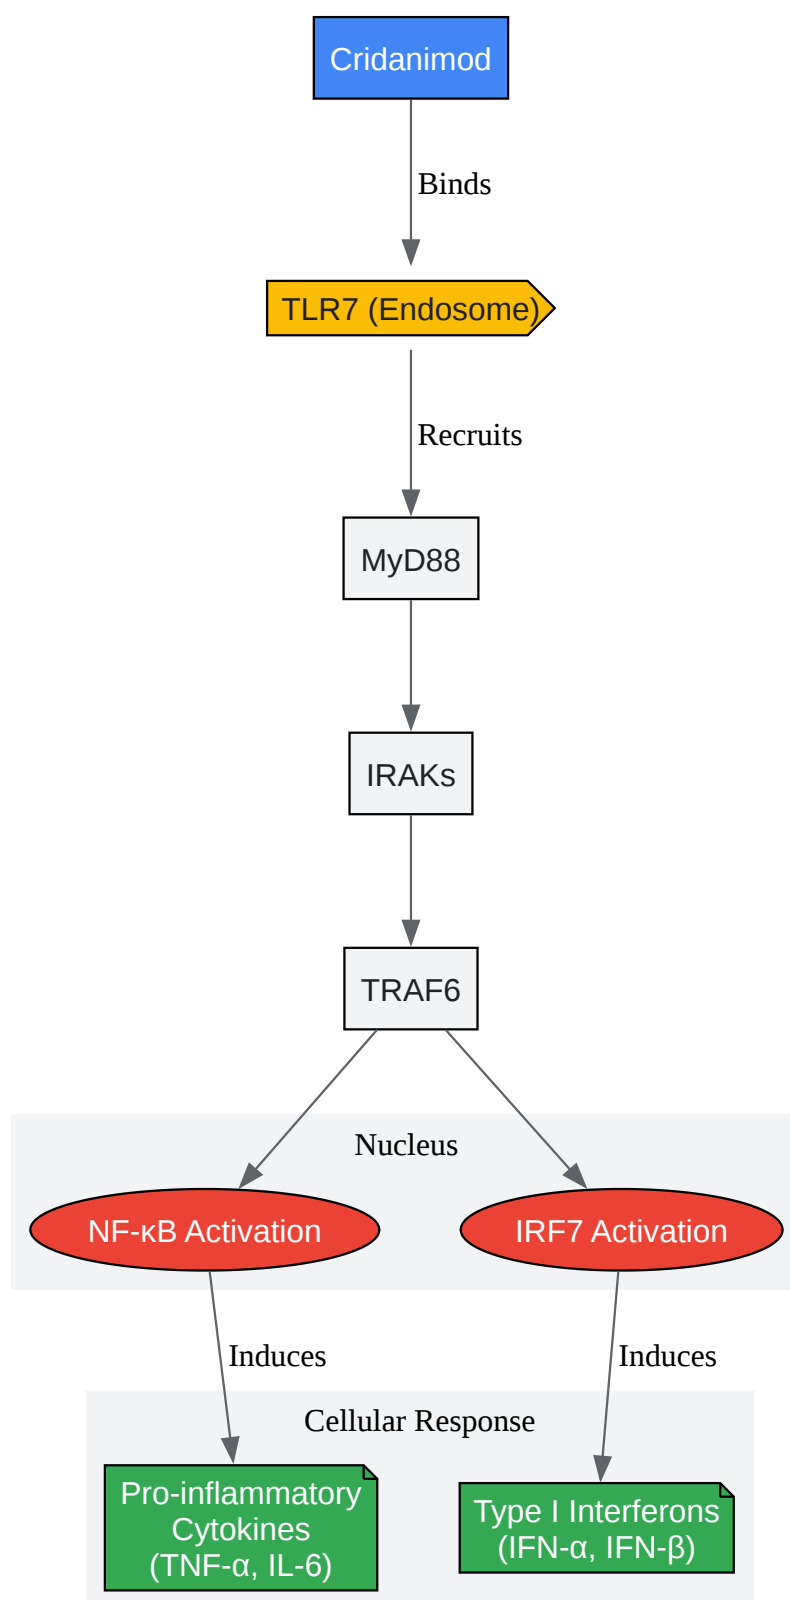 Cridanimod
Binds
TLR7 (Endosome)
Recruits
MyD88
IRAKs
TRAF6
Nucleus
NF-κB Activation
IRF7 Activation
Induces
Induces
Cellular Response
Pro-inflammatory
Cytokines
(TNF-α, IL-6)
Type I Interferons
(IFN-α, IFN-β)